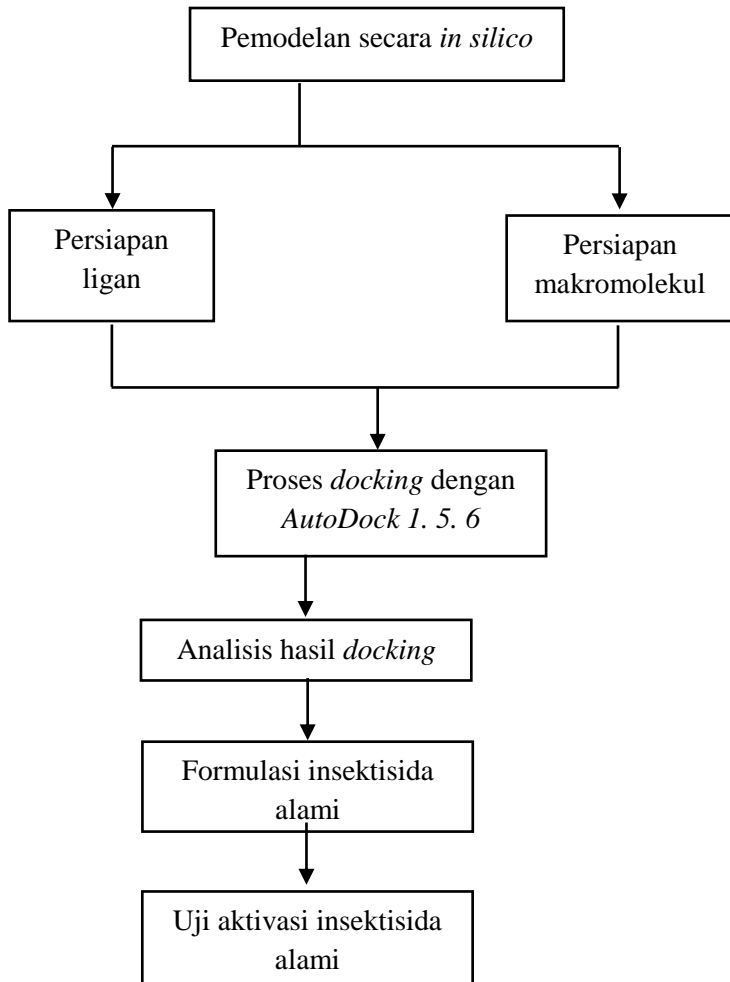 Pemodelan secara in silico
Persiapan
ligan
Persiapan
makromolekul
Proses docking dengan
AutoDock 1. 5. 6
Analisis hasil docking
Formulasi insektisida
alami
Uji aktivasi insektisida
alami